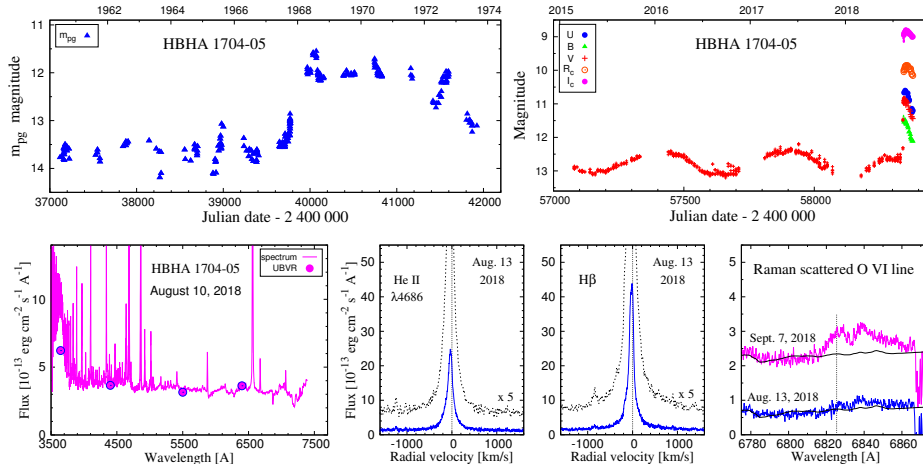 1962 1964 1966 1968 1970 1972 1974
m_pg
HBHA 1704-05
m_pg magnitude
11
12
13
14
37000 38000 39000 40000 41000 42000
Julian date - 2 400 000
2015 2016 2017 2018
HBHA 1704-05
U
B
V
R_c
I_c
Magnitude
9
10
11
12
13
57000 57500 58000
Julian date - 2 400 000
HBHA 1704-05
August 10, 2018
spectrum
UBVR
Flux [10⁻¹³ erg cm⁻² s⁻¹ A⁻¹]
10
5
0
3500 4500 5500 6500 7500
Wavelength [A]
He II
λ4686
Aug. 13
2018
x 5
Flux [10⁻¹³ erg cm⁻² s⁻¹ A⁻¹]
50
40
30
20
10
0
-1000 0 1000
Radial velocity [km/s]
Hβ
Aug. 13
2018
x 5
50
40
30
20
10
0
-1000 0 1000
Radial velocity [km/s]
Raman scattered O VI line
Sept. 7, 2018
Aug. 13, 2018
5
4
3
2
1
0
6780 6800 6820 6840 6860
Wavelength [A]